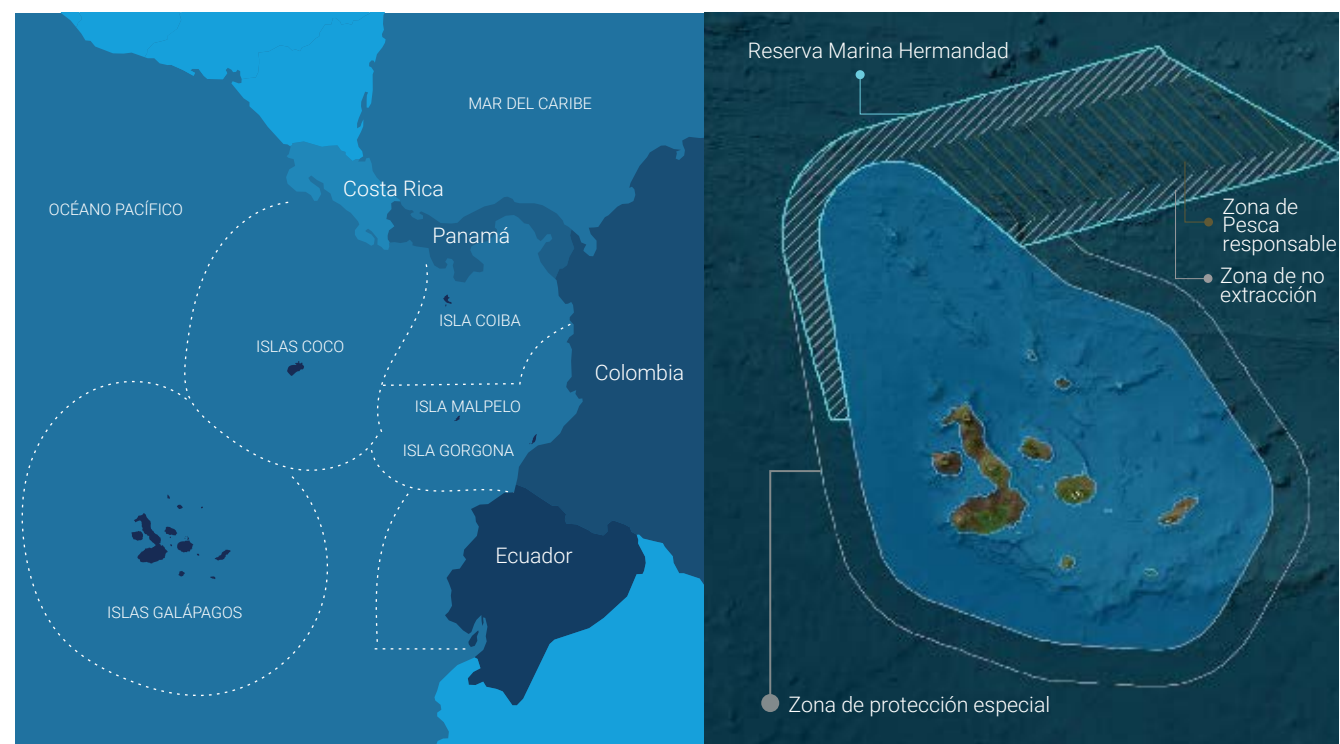 MAR DEL CARIBE
Costa Rica
OCÉANO PACÍFICO
Panamá
ISLA COIBA
ISLAS COCO
Colombia
ISLA MALPELO
ISLA GORGONA
Ecuador
ISLAS GALÁPAGOS
Reserva Marina Hermandad
Zona de
Pesca
responsable
Zona de no
extracción
Zona de protección especial